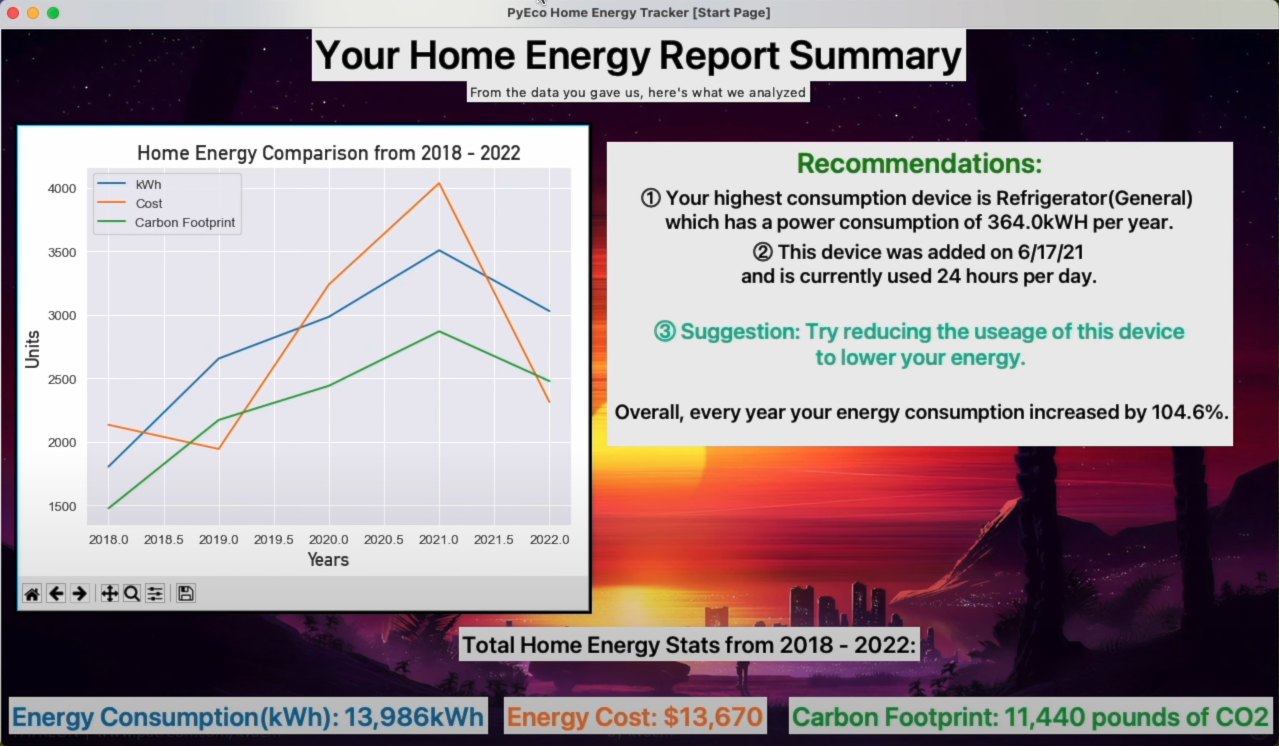 PyEco Home Energy Tracker [Start Page]
Your Home Energy Report Summary
From the data you gave us, here's what we analyzed
Home Energy Comparison from 2018 - 2022
kWh
Cost
Carbon Footprint
4000
3500
3000
2500
2000
1500
Units
2018.0 2018.5 2019.0 2019.5 2020.0 2020.5 2021.0 2021.5 2022.0
Years
Recommendations:
① Your highest consumption device is Refrigerator(General)
which has a power consumption of 364.0kWH per year.
② This device was added on 6/17/21
and is currently used 24 hours per day.
③ Suggestion: Try reducing the useage of this device
to lower your energy.
Overall, every year your energy consumption increased by 104.6%.
Total Home Energy Stats from 2018 - 2022:
Energy Consumption(kWh): 13,986kWh
Energy Cost: $13,670
Carbon Footprint: 11,440 pounds of CO2